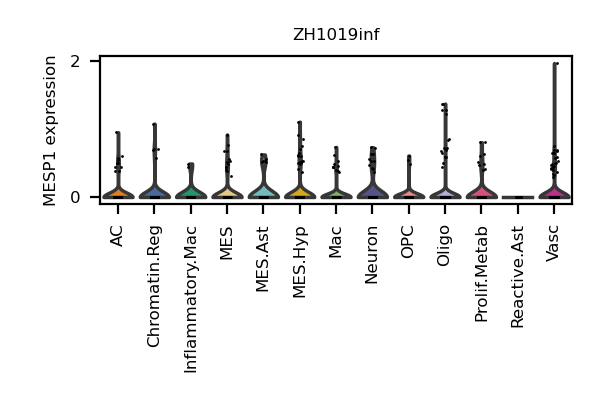 ZH1019inf
MESP1 expression
2
0
AC
Chromatin.Reg
Inflammatory.Mac
MES
MES.Ast
MES.Hyp
Mac
Neuron
OPC
Oligo
Prolif.Metab
Reactive.Ast
Vasc